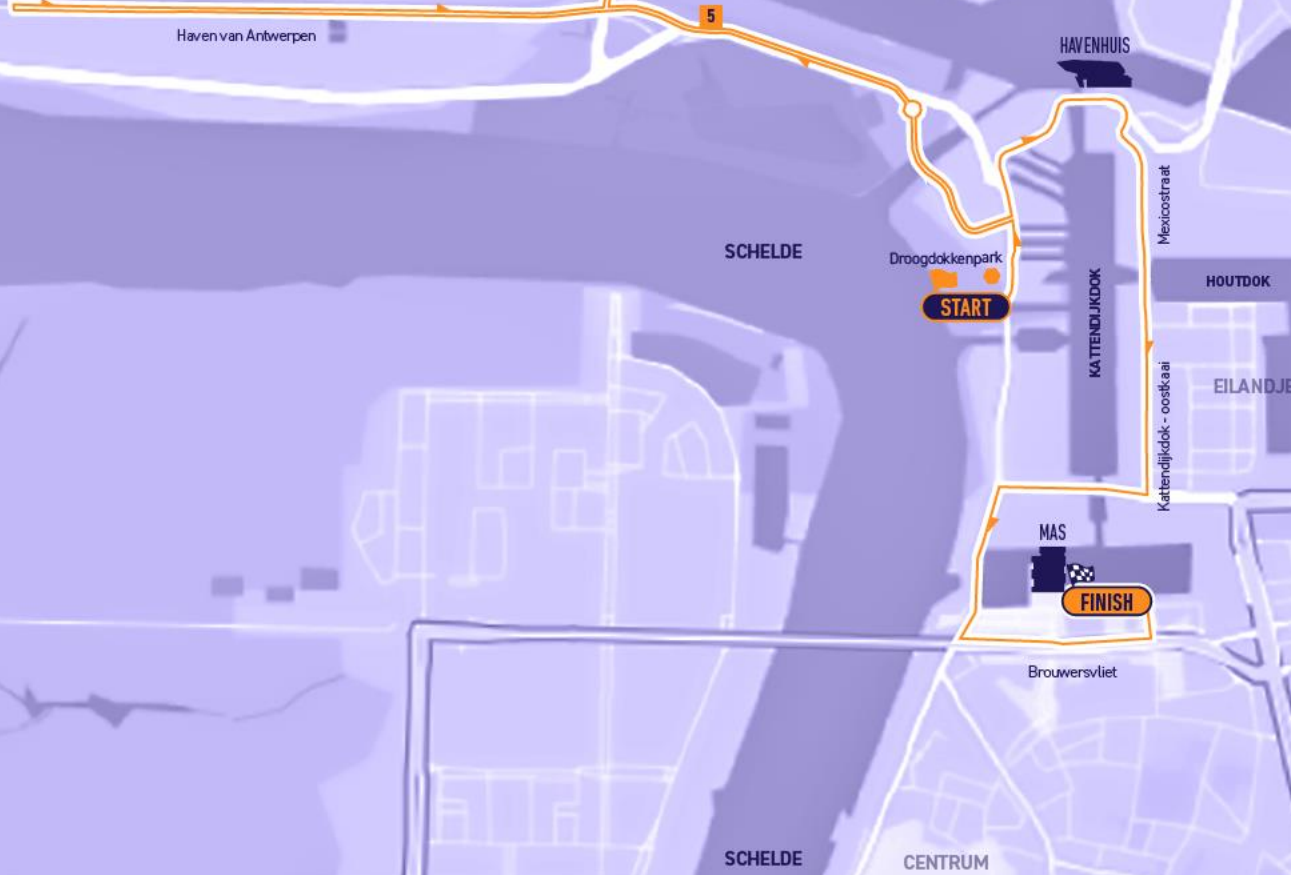 5
Haven van Antwerpen
HAVENHUIS
Mexicostraat
SCHELDE
Droogdokkenpark
START
HOUTDOK
KATTENDIJKDOK
EILANDJE
Kattendijkdok - oostkaai
MAS
FINISH
Brouwersvliet
SCHELDE
CENTRUM